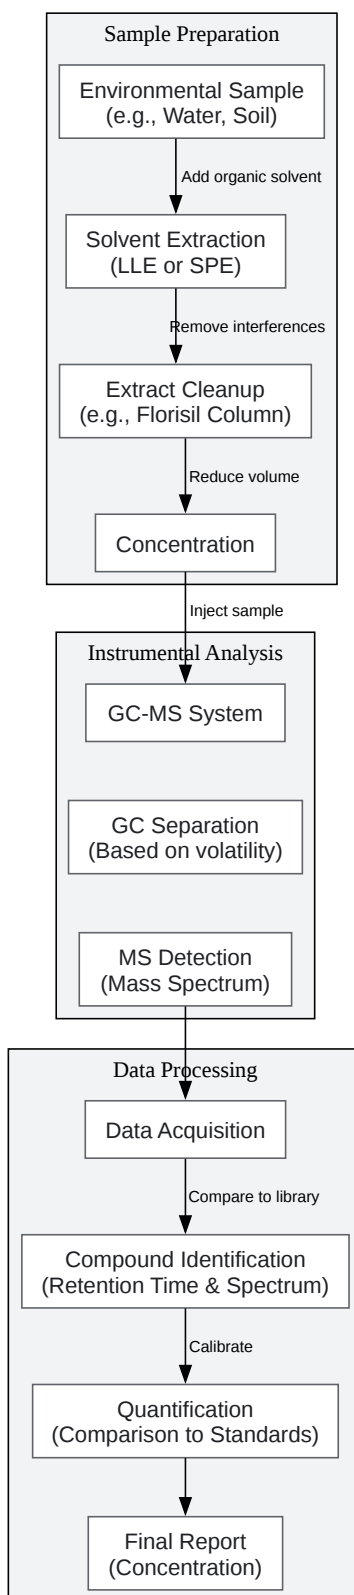 Sample Preparation
Environmental Sample
(e.g., Water, Soil)
Add organic solvent
Solvent Extraction
(LLE or SPE)
Remove interferences
Extract Cleanup
(e.g., Florisil Column)
Reduce volume
Concentration
Inject sample
Instrumental Analysis
GC-MS System
GC Separation
(Based on volatility)
MS Detection
(Mass Spectrum)
Data Processing
Data Acquisition
Compare to library
Compound Identification
(Retention Time & Spectrum)
Calibrate
Quantification
(Comparison to Standards)
Final Report
(Concentration)